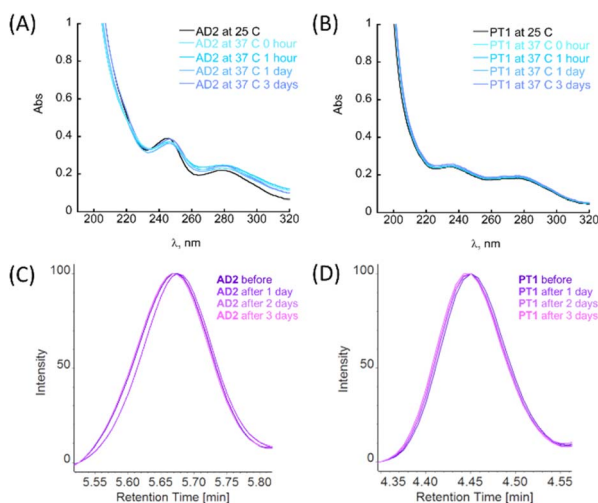 (A)
AD2 at 25 C
AD2 at 37 C 0 hour
AD2 at 37 C 1 hour
AD2 at 37 C 1 day
AD2 at 37 C 3 days
1
0.8
0.6
0.4
0.2
0
Abs
200 220 240 260 280 300 320
λ, nm
(B)
PT1 at 25 C
PT1 at 37 C 0 hour
PT1 at 37 C 1 hour
PT1 at 37 C 1 day
PT1 at 37 C 3 days
1
0.8
0.6
0.4
0.2
0
Abs
200 220 240 260 280 300 320
λ, nm
(C)
AD2 before
AD2 after 1 day
AD2 after 2 days
AD2 after 3 days
100
50
0
Intensity
5.55 5.60 5.65 5.70 5.75 5.80
Retention Time [min]
(D)
PT1 before
PT1 after 1 day
PT1 after 2 days
PT1 after 3 days
100
50
0
Intensity
4.35 4.40 4.45 4.50 4.55
Retention Time [min]